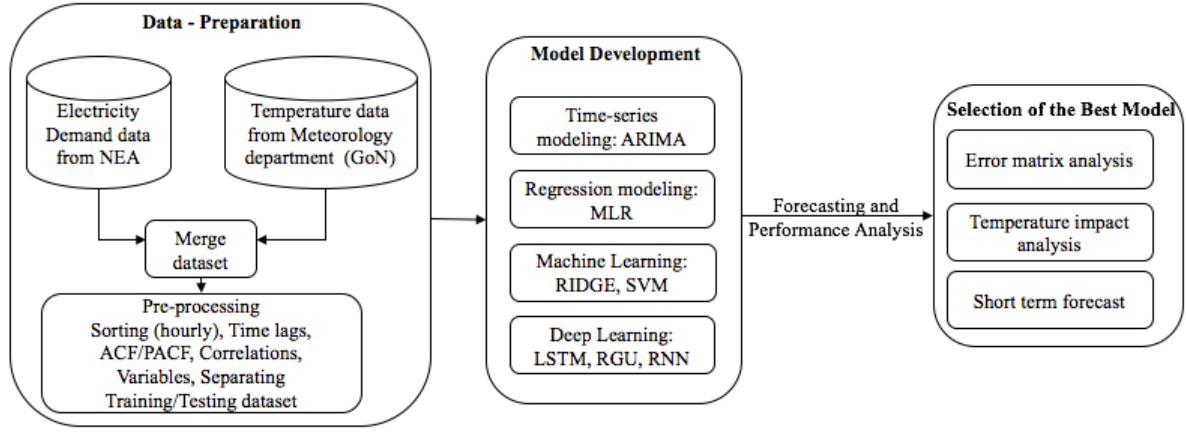 Data - Preparation
Electricity
Demand data
from NEA
Temperature data
from Meteorology
department (GoN)
Merge
dataset
Pre-processing
Sorting (hourly), Time lags,
ACF/PACF, Correlations,
Variables, Separating
Training/Testing dataset
Model Development
Time-series
modeling: ARIMA
Regression modeling:
MLR
Machine Learning:
RIDGE, SVM
Deep Learning:
LSTM, RGU, RNN
Forecasting and
Performance Analysis
Selection of the Best Model
Error matrix analysis
Temperature impact
analysis
Short term forecast